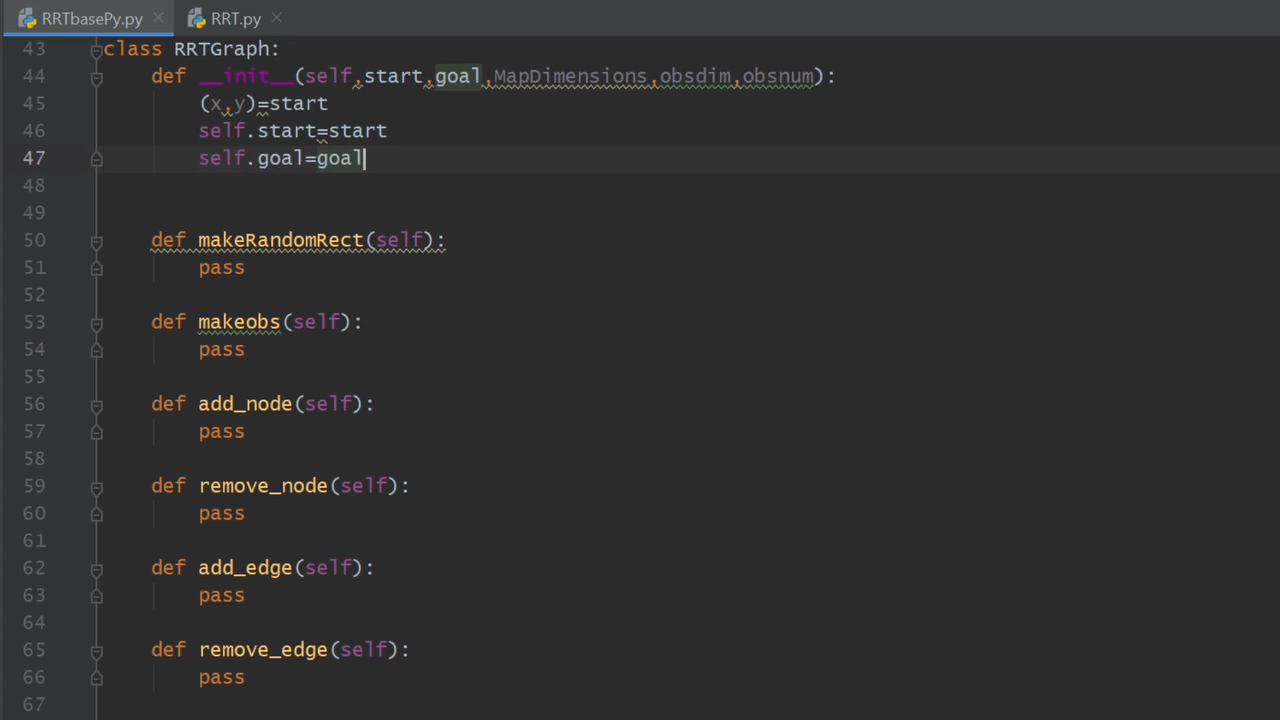 RRTbasePy.py RRT.py
43 class RRTGraph:
44 def __init__(self,start,goal,MapDimensions,obsdim,obsnum):
45 (x,y)=start
46 self.start=start
47 self.goal=goal
48
49
50 def makeRandomRect(self):
51 pass
52
53 def makeobs(self):
54 pass
55
56 def add_node(self):
57 pass
58
59 def remove_node(self):
60 pass
61
62 def add_edge(self):
63 pass
64
65 def remove_edge(self):
66 pass
67